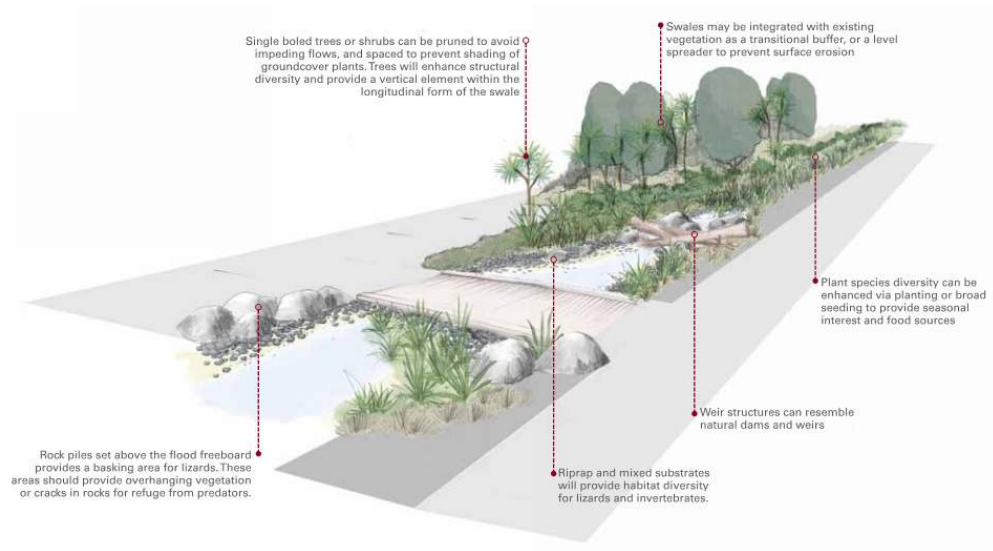 Single boled trees or shrubs can be pruned to avoid
impeding flows, and spaced to prevent shading of
groundcover plants. Trees will enhance structural
diversity and provide a vertical element within the
longitudinal form of the swale
Swales may be integrated with existing
vegetation as a transitional buffer, or a level
spreader to prevent surface erosion
Plant species diversity can be
enhanced via planting or broad
seeding to provide seasonal
interest and food sources
Weir structures can resemble
natural dams and weirs
Rock piles set above the flood freeboard
provides a basking area for lizards. These
areas should provide overhanging vegetation
or cracks in rocks for refuge from predators.
Riprap and mixed substrates
will provide habitat diversity
for lizards and invertebrates.